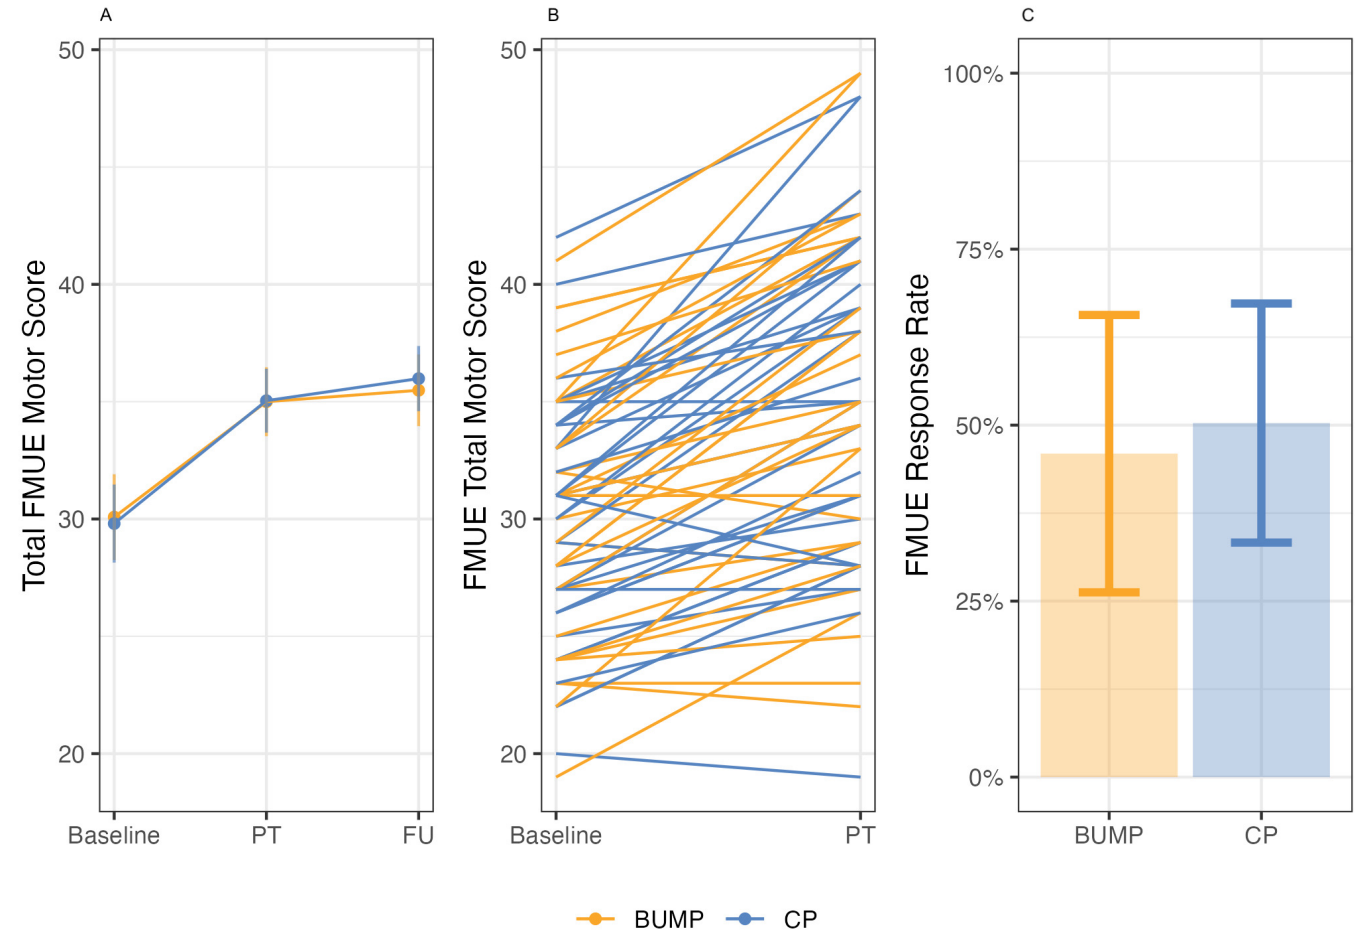 A
Total FMUE Motor Score
50
40
30
20
Baseline
PT
FU
B
FMUE Total Motor Score
50
40
30
20
Baseline
PT
C
FMUE Response Rate
100%
75%
50%
25%
0%
BUMP
CP
BUMP
CP